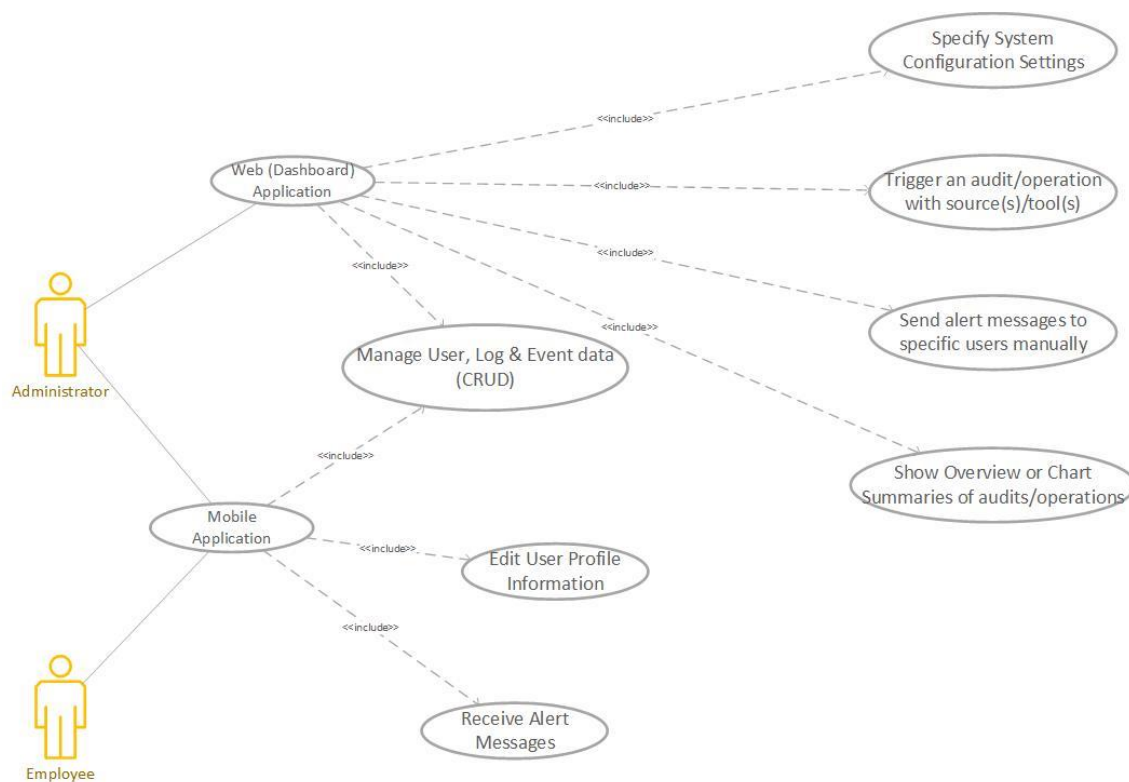 Specify System
Configuration Settings
<<include>>
Web (Dashboard)
Application
<<include>>
Trigger an audit/operation
with source(s)/tool(s)
<<include>>
<<include>>
Administrator
<<include>>
Send alert messages to
specific users manually
Manage User, Log & Event data
(CRUD)
<<include>>
Show Overview or Chart
Summaries of audits/operations
Mobile
Application
<<include>>
Edit User Profile
Information
<<include>>
Receive Alert
Messages
Employee